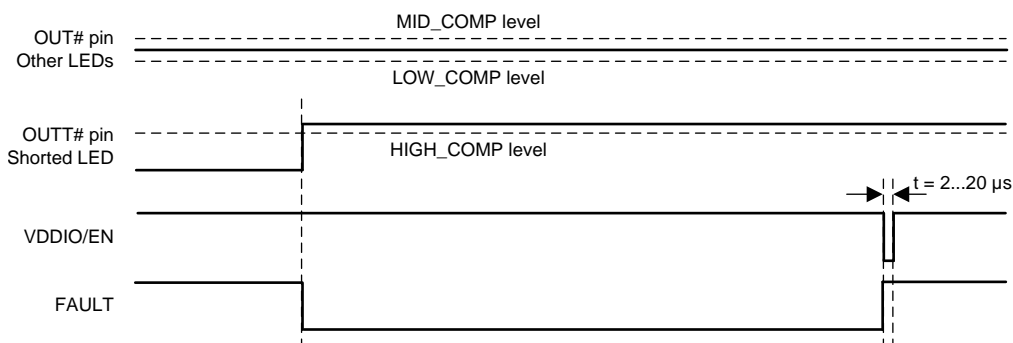 MID_COMP level
OUT# pin
Other LEDs
LOW_COMP level
OUTT# pin
Shorted LED
HIGH_COMP level
t = 2...20 µs
VDDIO/EN
FAULT